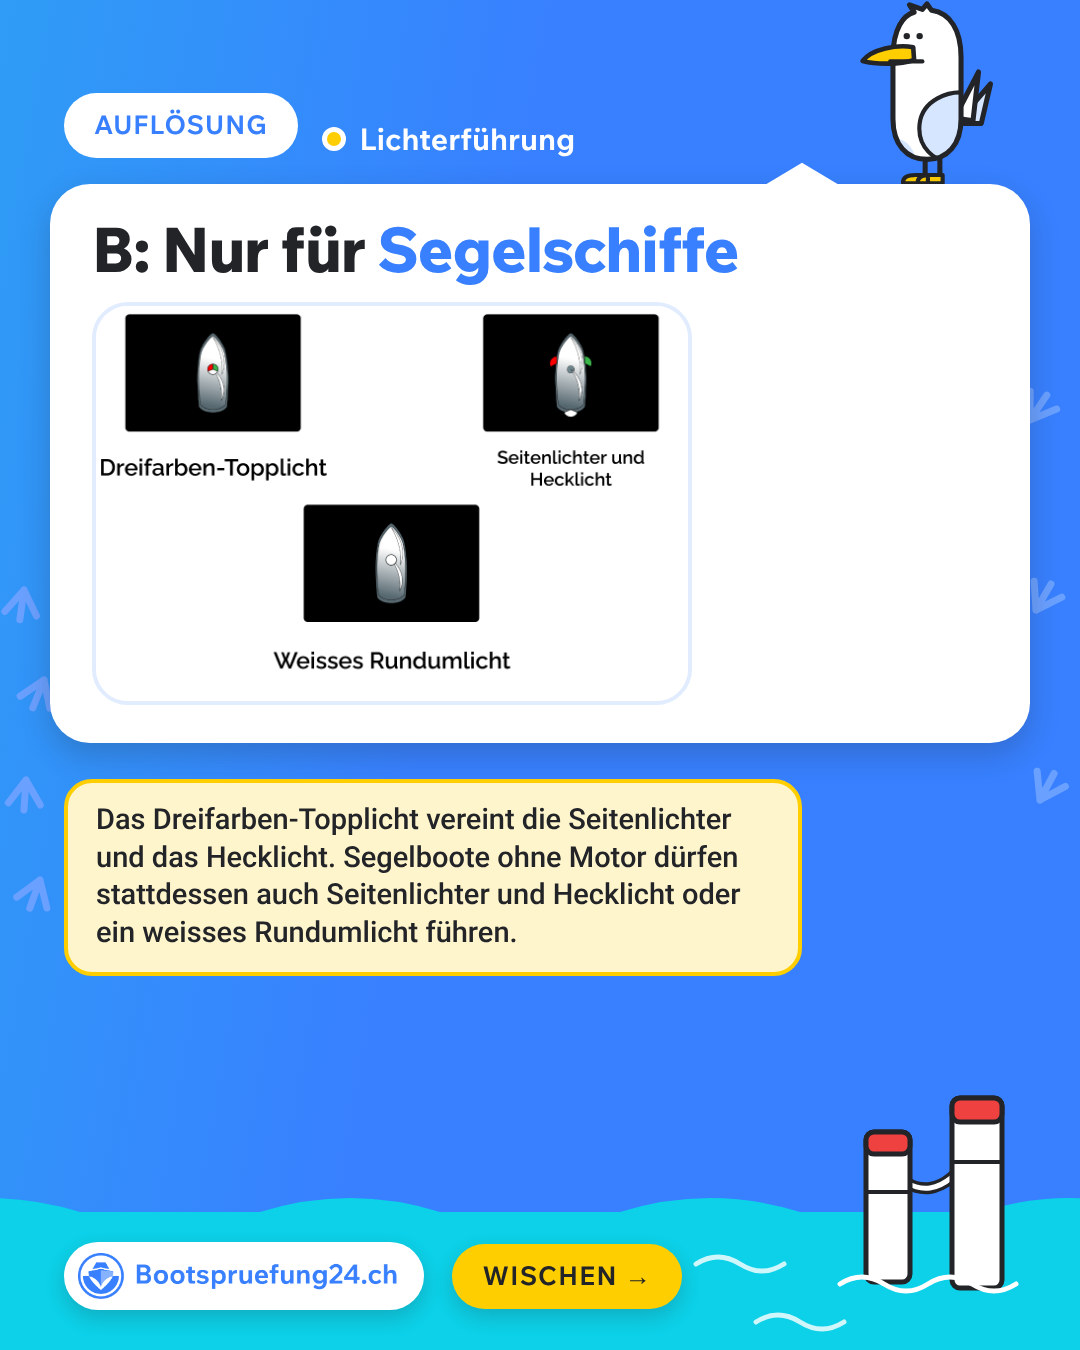 AUFLÖSUNG
Lichterführung
B: Nur für Segelschiffe
Dreifarben-Topplicht
Seitenlichter und
Hecklicht
Weisses Rundumlicht
Das Dreifarben-Topplicht vereint die Seitenlichter
und das Hecklicht. Segelboote ohne Motor dürfen
stattdessen auch Seitenlichter und Hecklicht oder
ein weisses Rundumlicht führen.
Bootspruefung24.ch
WISCHEN →